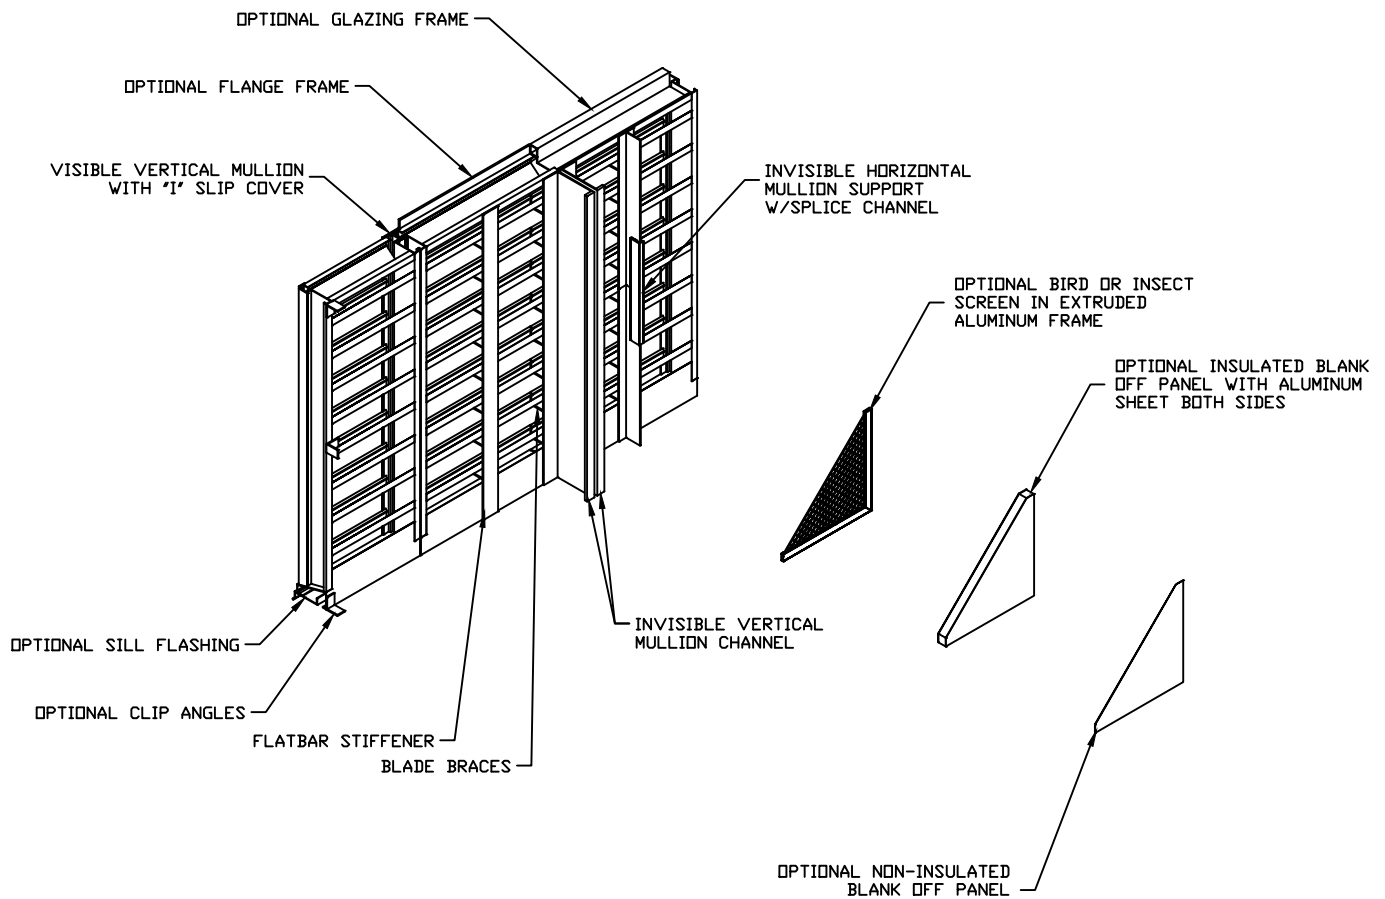 OPTIONAL GLAZING FRAME
OPTIONAL FLANGE FRAME
VISIBLE VERTICAL MULLION
WITH "I" SLIP COVER
INVISIBLE HORIZONTAL
MULLION SUPPORT
W/SPLICE CHANNEL
OPTIONAL BIRD OR INSECT
SCREEN IN EXTRUDED
ALUMINUM FRAME
OPTIONAL INSULATED BLANK
OFF PANEL WITH ALUMINUM
SHEET BOTH SIDES
INVISIBLE VERTICAL
MULLION CHANNEL
OPTIONAL SILL FLASHING
OPTIONAL CLIP ANGLES
FLATBAR STIFFENER
BLADE BRACES
OPTIONAL NON-INSULATED
BLANK OFF PANEL